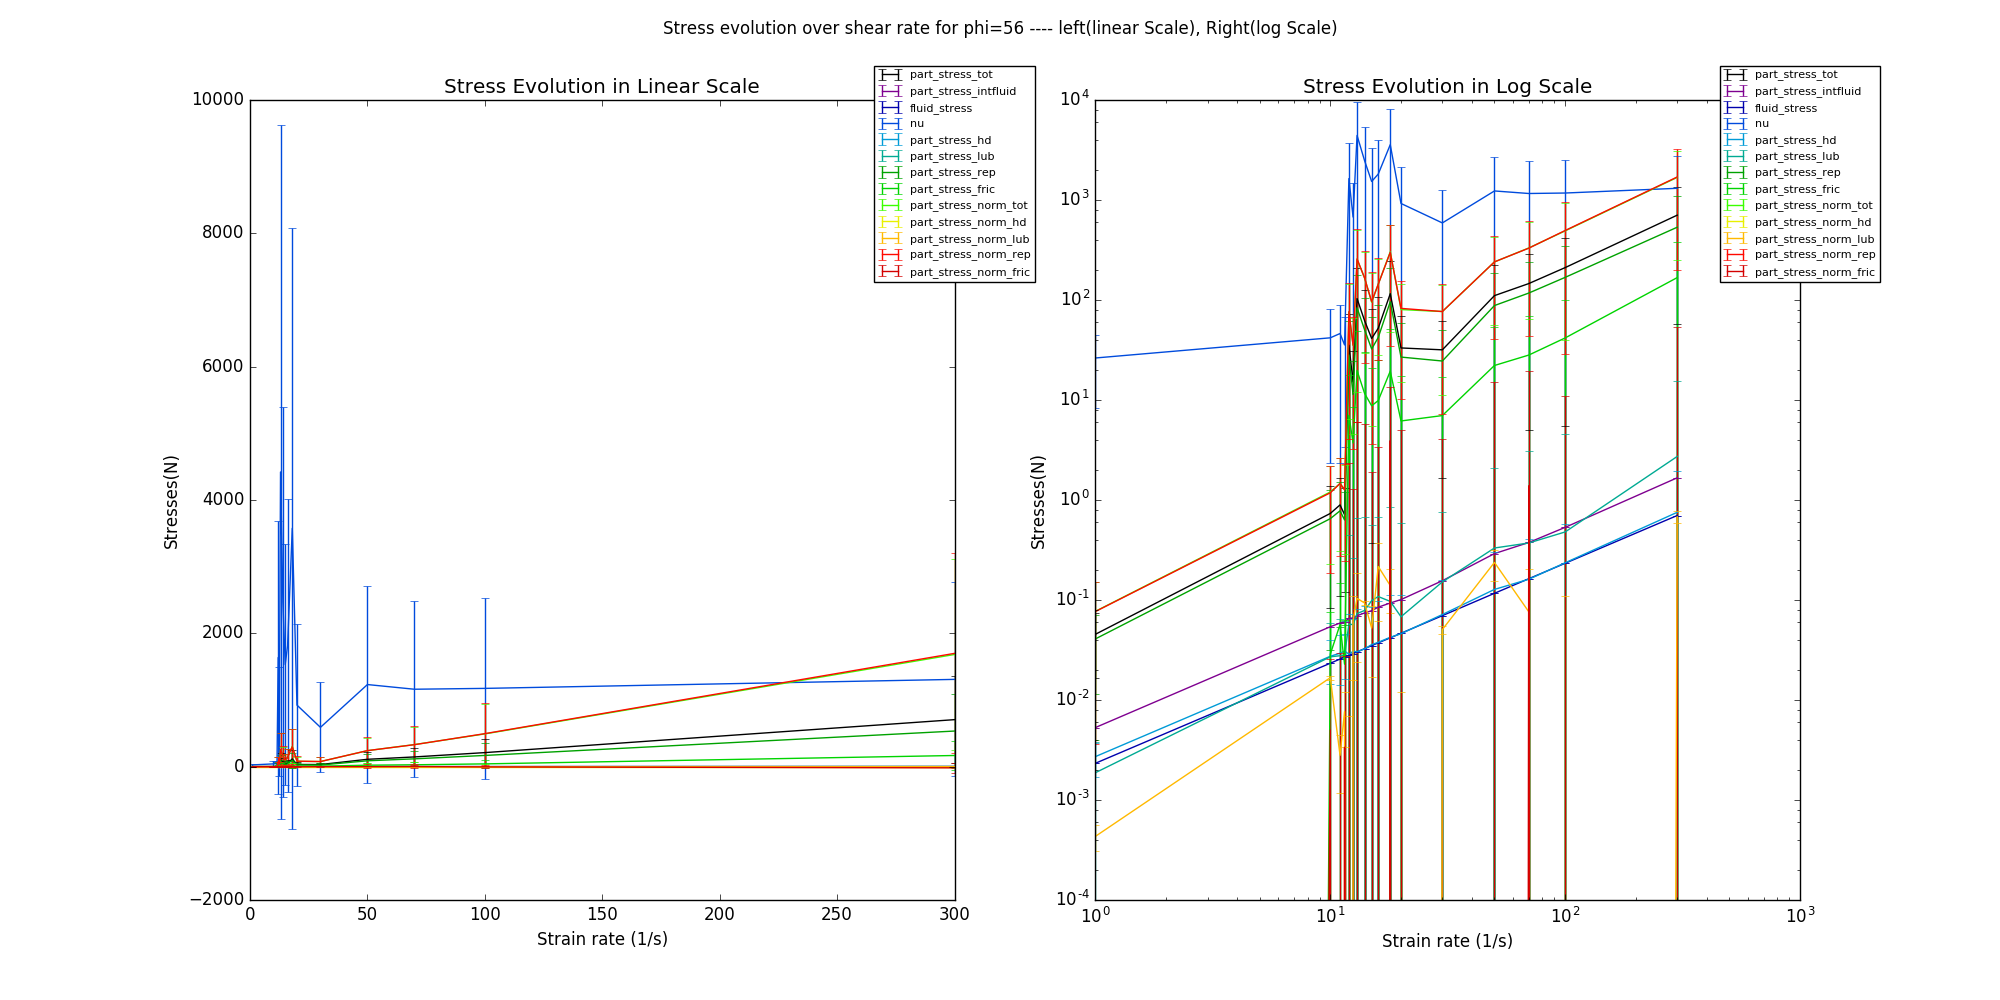 Stress evolution over shear rate for phi=56 ---- left(linear Scale), Right(log Scale)
Stress Evolution in Linear Scale
10000
8000
6000
4000
2000
0
−2000
0 50 100 150 200 250 300
Stresses(N)
Strain rate (1/s)
part_stress_tot
part_stress_intfluid
fluid_stress
nu
part_stress_hd
part_stress_lub
part_stress_rep
part_stress_fric
part_stress_norm_tot
part_stress_norm_hd
part_stress_norm_lub
part_stress_norm_rep
part_stress_norm_fric
Stress Evolution in Log Scale
10^4
10^3
10^2
10^1
10^0
10^-1
10^-2
10^-3
10^-4
10^0 10^1 10^2 10^3
Stresses(N)
Strain rate (1/s)
part_stress_tot
part_stress_intfluid
fluid_stress
nu
part_stress_hd
part_stress_lub
part_stress_rep
part_stress_fric
part_stress_norm_tot
part_stress_norm_hd
part_stress_norm_lub
part_stress_norm_rep
part_stress_norm_fric